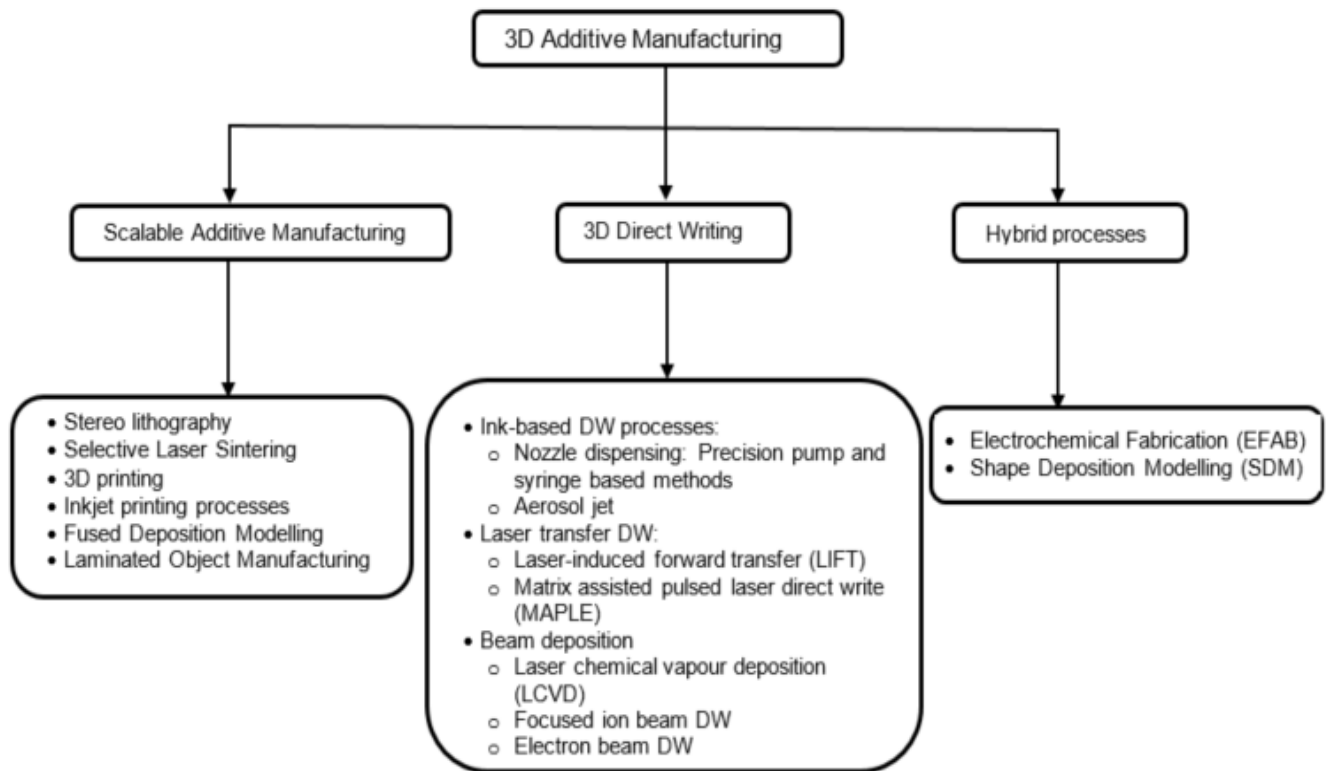 3D Additive Manufacturing
Scalable Additive Manufacturing
3D Direct Writing
Hybrid processes
• Stereo lithography
• Selective Laser Sintering
• 3D printing
• Inkjet printing processes
• Fused Deposition Modelling
• Laminated Object Manufacturing
• Ink-based DW processes:
o Nozzle dispensing: Precision pump and
syringe based methods
o Aerosol jet
• Laser transfer DW:
o Laser-induced forward transfer (LIFT)
o Matrix assisted pulsed laser direct write
(MAPLE)
• Beam deposition
o Laser chemical vapour deposition
(LCVD)
o Focused ion beam DW
o Electron beam DW
• Electrochemical Fabrication (EFAB)
• Shape Deposition Modelling (SDM)